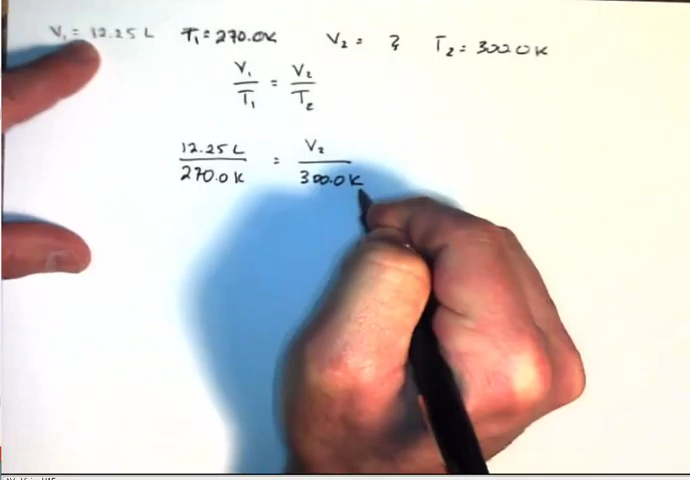 V₁ = 12.25 L T₁ = 270.0K V₂ = ? T₂ = 300.0K
V₁/T₁ = V₂/T₂
12.25 L/270.0 K = V₂/300.0K